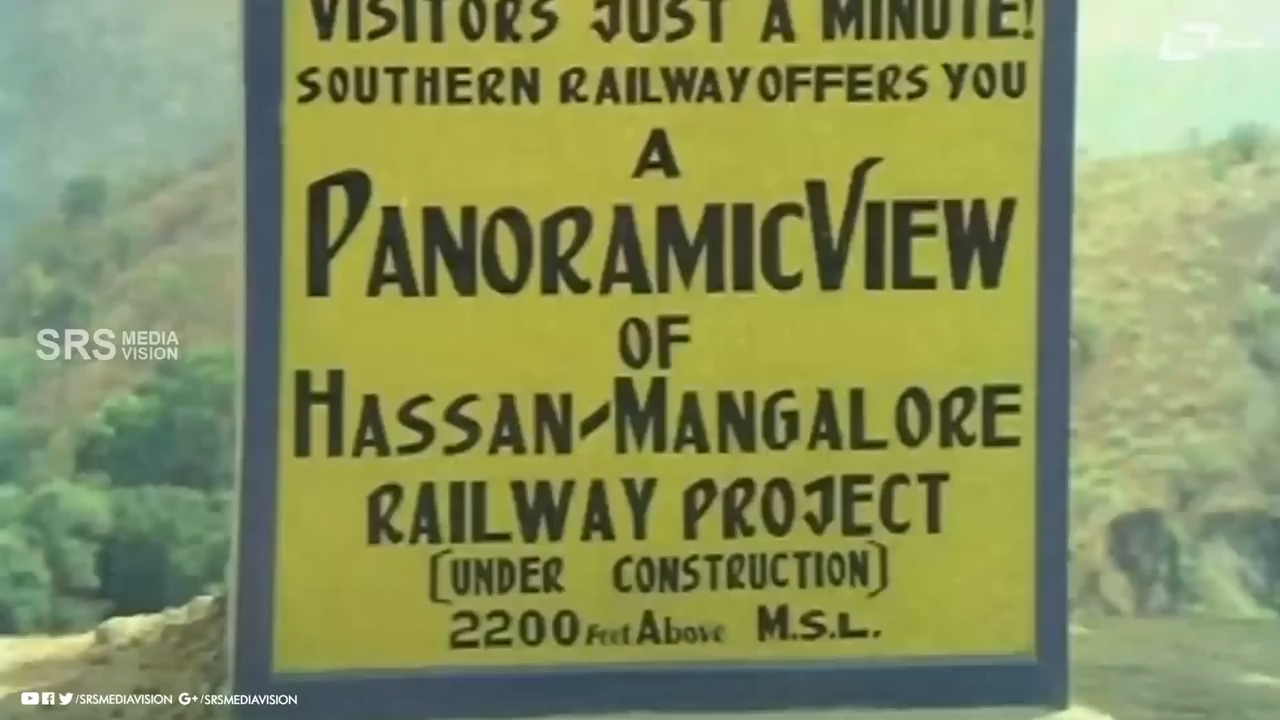 VISITORS JUST A MINUTE!
SOUTHERN RAILWAY OFFERS YOU
A
PANORAMIC VIEW
OF
HASSAN-MANGALORE
RAILWAY PROJECT
[UNDER CONSTRUCTION]
2200 Feet Above M.S.L.
SRS MEDIA VISION
/SRSMEDIAVISION G+/SRSMEDIAVISION